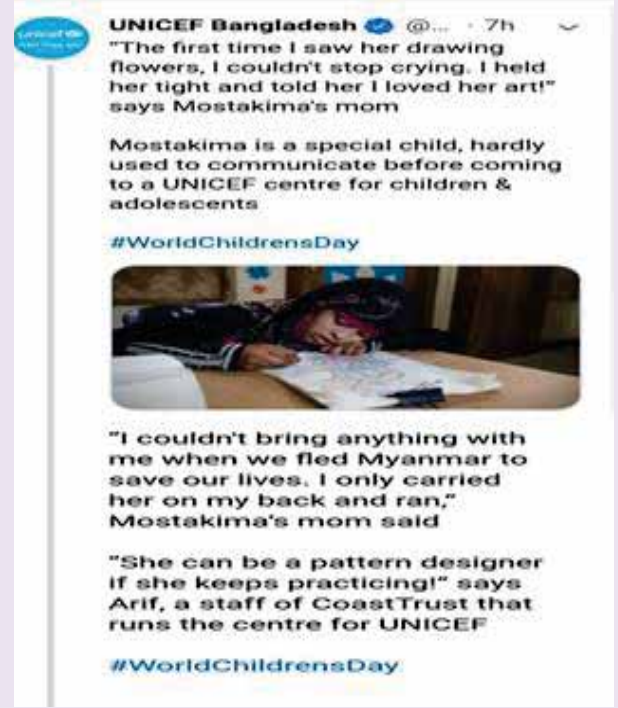 unicef
UNICEF Bangladesh @... · 7h
"The first time I saw her drawing
flowers, I couldn't stop crying. I held
her tight and told her I loved her art!"
says Mostakima's mom
Mostakima is a special child, hardly
used to communicate before coming
to a UNICEF centre for children &
adolescents
#WorldChildrensDay
"I couldn't bring anything with
me when we fled Myanmar to
save our lives. I only carried
her on my back and ran,"
Mostakima's mom said
"She can be a pattern designer
if she keeps practicing!" says
Arif, a staff of CoastTrust that
runs the centre for UNICEF
#WorldChildrensDay